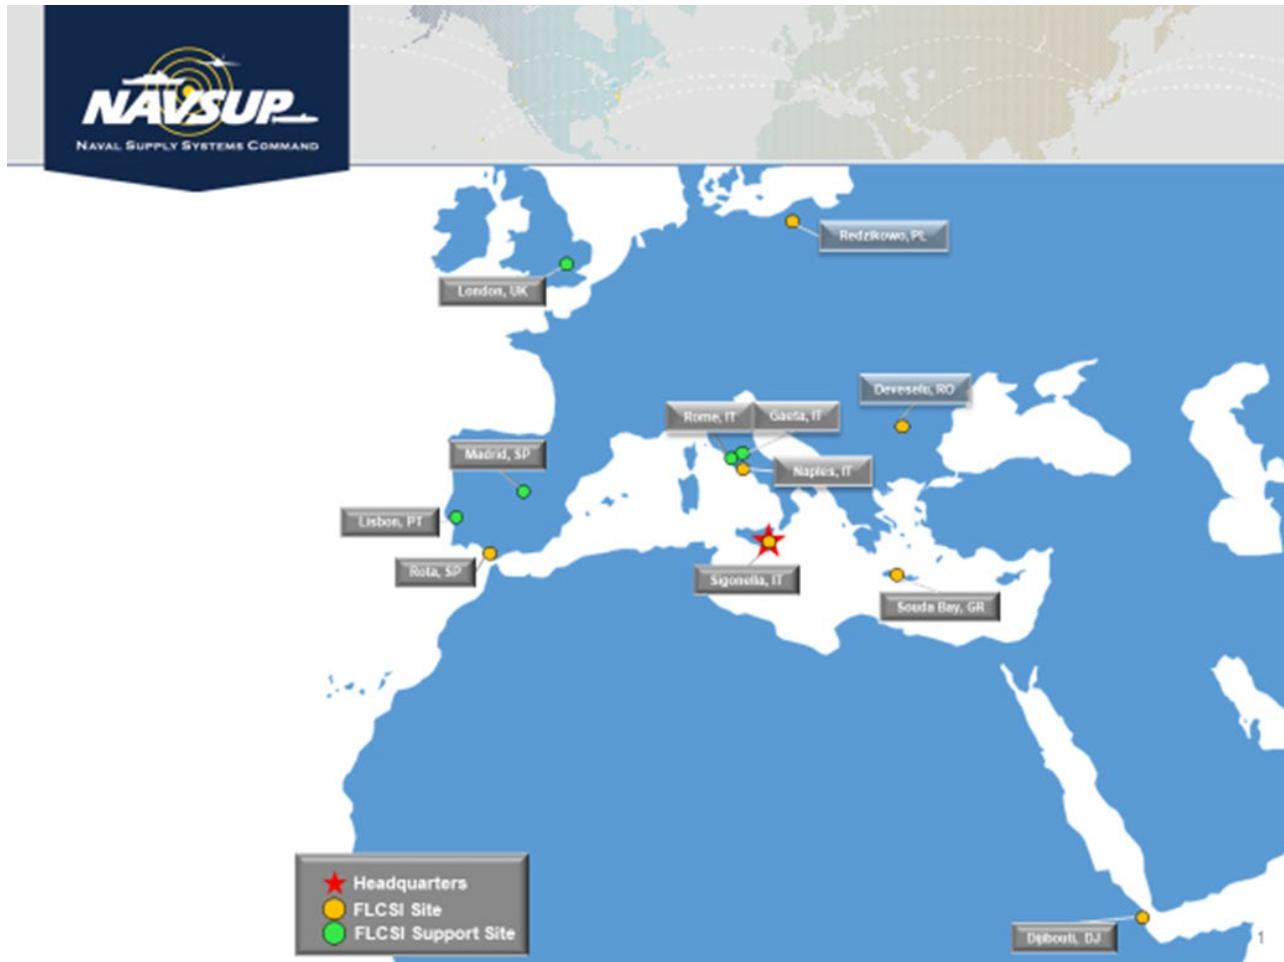 NAVSUP
NAVAL SUPPLY SYSTEMS COMMAND
Redzikowo, PL
London, UK
Deveselu, RO
Rome, IT
Gaeta, IT
Madrid, SP
Naples, IT
Lisbon, PT
Rota, SP
Sigonella, IT
Souda Bay, GR
Headquarters
FLCSI Site
FLCSI Support Site
Djibouti, DJ
1